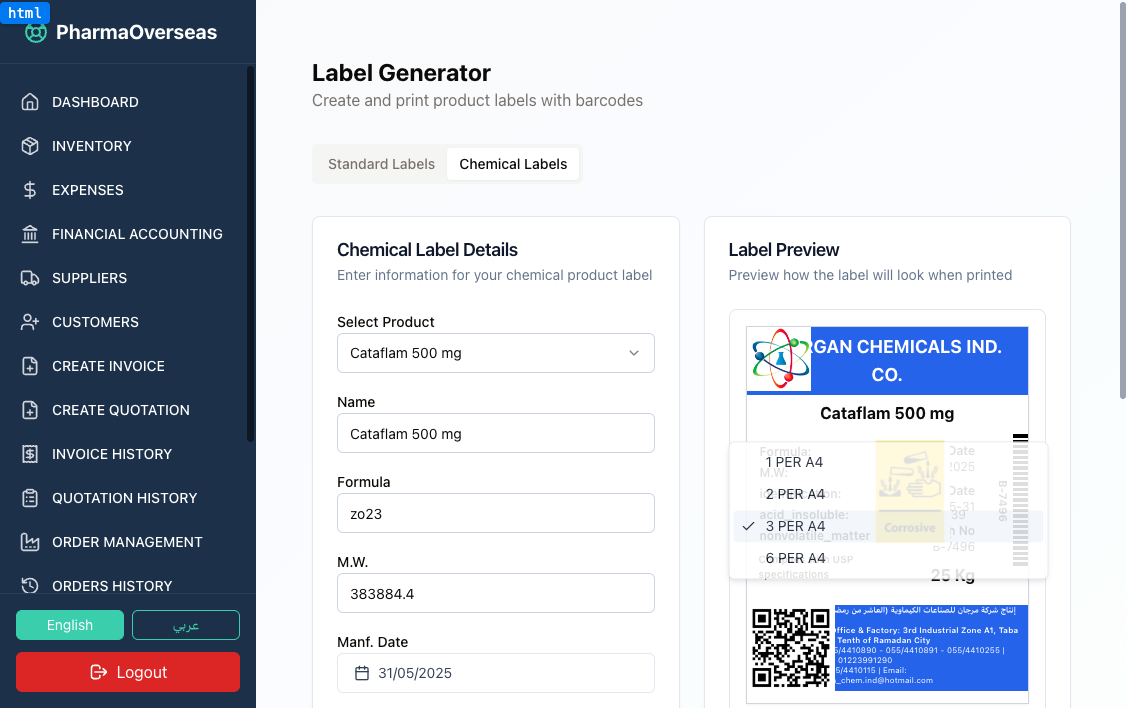 html
PharmaOverseas
DASHBOARD
INVENTORY
EXPENSES
FINANCIAL ACCOUNTING
SUPPLIERS
CUSTOMERS
CREATE INVOICE
CREATE QUOTATION
INVOICE HISTORY
QUOTATION HISTORY
ORDER MANAGEMENT
ORDERS HISTORY
English
عربي
Logout
Label Generator
Create and print product labels with barcodes
Standard Labels
Chemical Labels
Chemical Label Details
Enter information for your chemical product label
Select Product
Cataflam 500 mg
Name
Cataflam 500 mg
Formula
zo23
M.W.
383884.4
Manf. Date
31/05/2025
Label Preview
Preview how the label will look when printed
GAN CHEMICALS IND.
CO.
Cataflam 500 mg
Formula:
M.W:
acid_insoluble:
nonvolatile_matter
specifications
1 PER A4
2 PER A4
3 PER A4
6 PER A4
Corrosive
Date
2025
Date
5-31
39
No
B-7496
B-7496
25 Kg
إنتاج شركة مرجان للصناعات الكيماوية (العاشر من
ffice & Factory: 3rd Industrial Zone A1, Taba
Tenth of Ramadan City
5/4410890 - 055/4410891 - 055/4410255 |
01223991290
5/4410115 | Email:
_chem.ind@hotmail.com